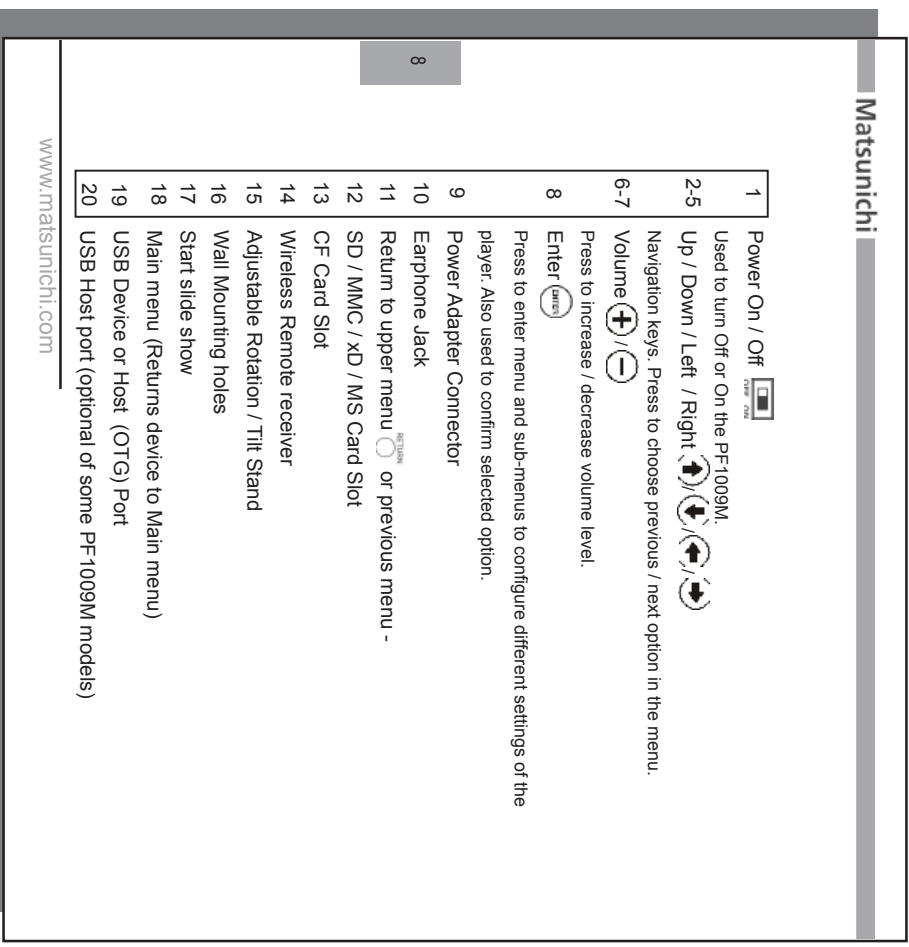 Matsunichi
1 Power On / Off
OFF ON
Used to turn Off or On the PF1009M.
2-5 Up / Down / Left / Right / / /
Navigation keys. Press to choose previous / next option in the menu.
6-7 Volume + / −
Press to increase / decrease volume level.
8 Enter ENTER
Press to enter menu and sub-menus to configure different settings of the
player. Also used to confirm selected option.
9 Power Adapter Connector
10 Earphone Jack
11 Return to upper menu RETURN or previous menu -
12 SD / MMC / xD / MS Card Slot
13 CF Card Slot
14 Wireless Remote receiver
15 Adjustable Rotation / Tilt Stand
16 Wall Mounting holes
17 Start slide show
18 Main menu (Returns device to Main menu)
19 USB Device or Host (OTG) Port
20 USB Host port (optional of some PF1009M models)
8
www.matsunichi.com